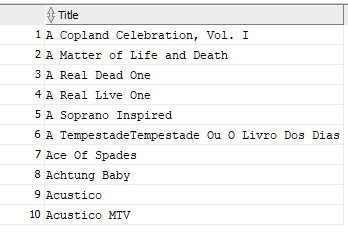 Title
1 A Copland Celebration, Vol. I
2 A Matter of Life and Death
3 A Real Dead One
4 A Real Live One
5 A Soprano Inspired
6 A TempestadeTempestade Ou O Livro Dos Dias
7 Ace Of Spades
8 Achtung Baby
9 Acustico
10 Acustico MTV